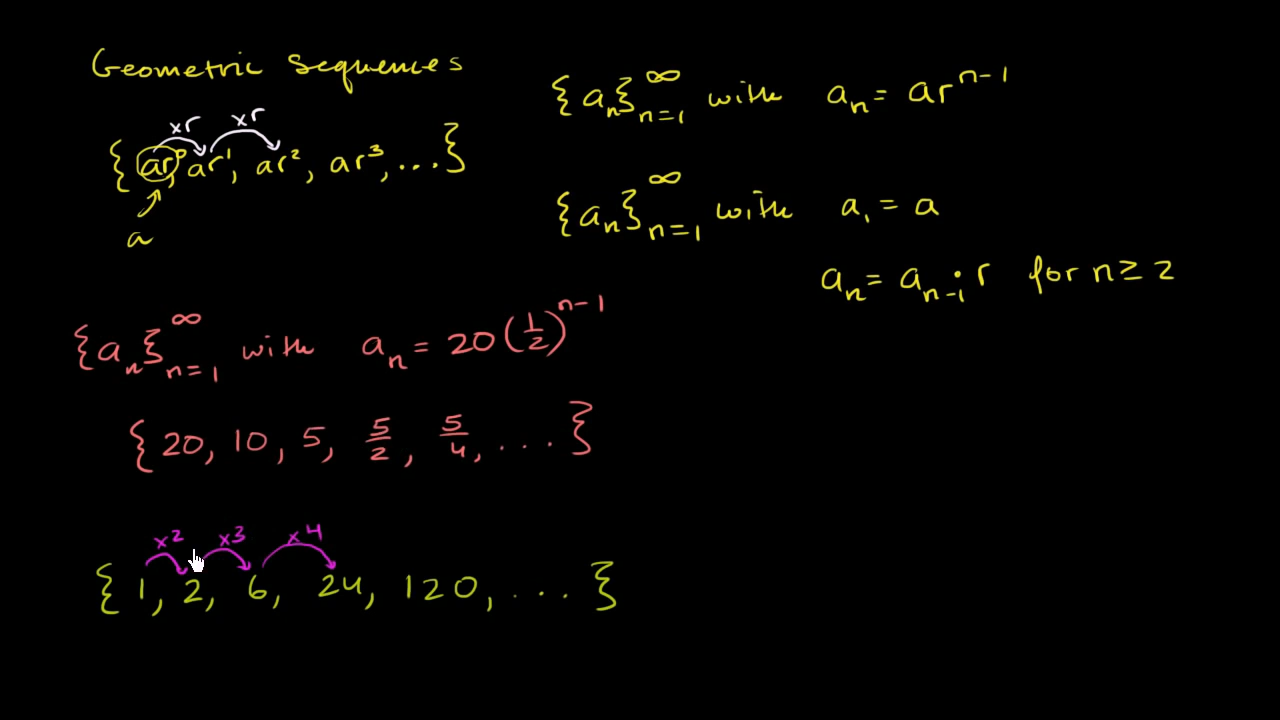 Geometric Sequences
×r ×r
{ar⁰, ar¹, ar², ar³, ...}
a
{aₙ}ₙ₌₁^∞ with aₙ = arⁿ⁻¹
{aₙ}ₙ₌₁^∞ with a₁ = a
aₙ = aₙ₋₁ · r for n ≥ 2
{aₙ}ₙ₌₁^∞ with aₙ = 20(1/2)ⁿ⁻¹
{20, 10, 5, 5/2, 5/4, ...}
×2 ×3 ×4
{1, 2, 6, 24, 120, ...}